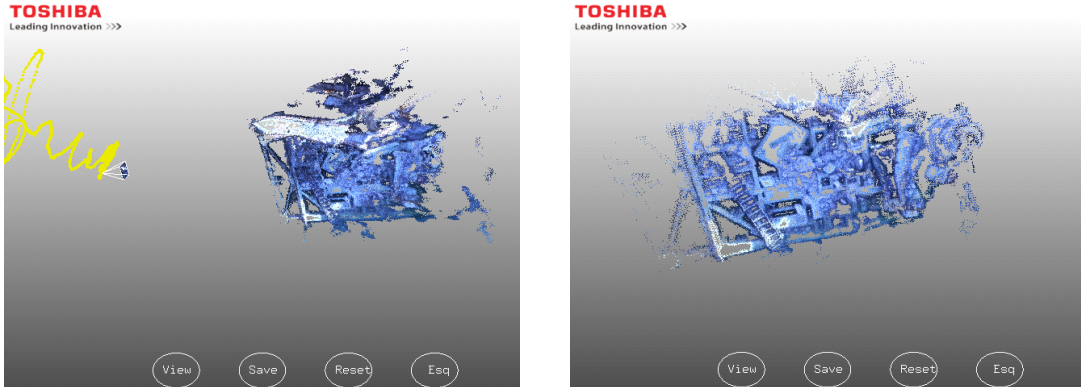 TOSHIBA
Leading Innovation >>>
View Save Reset Esq
TOSHIBA
Leading Innovation >>>
View Save Reset Esq